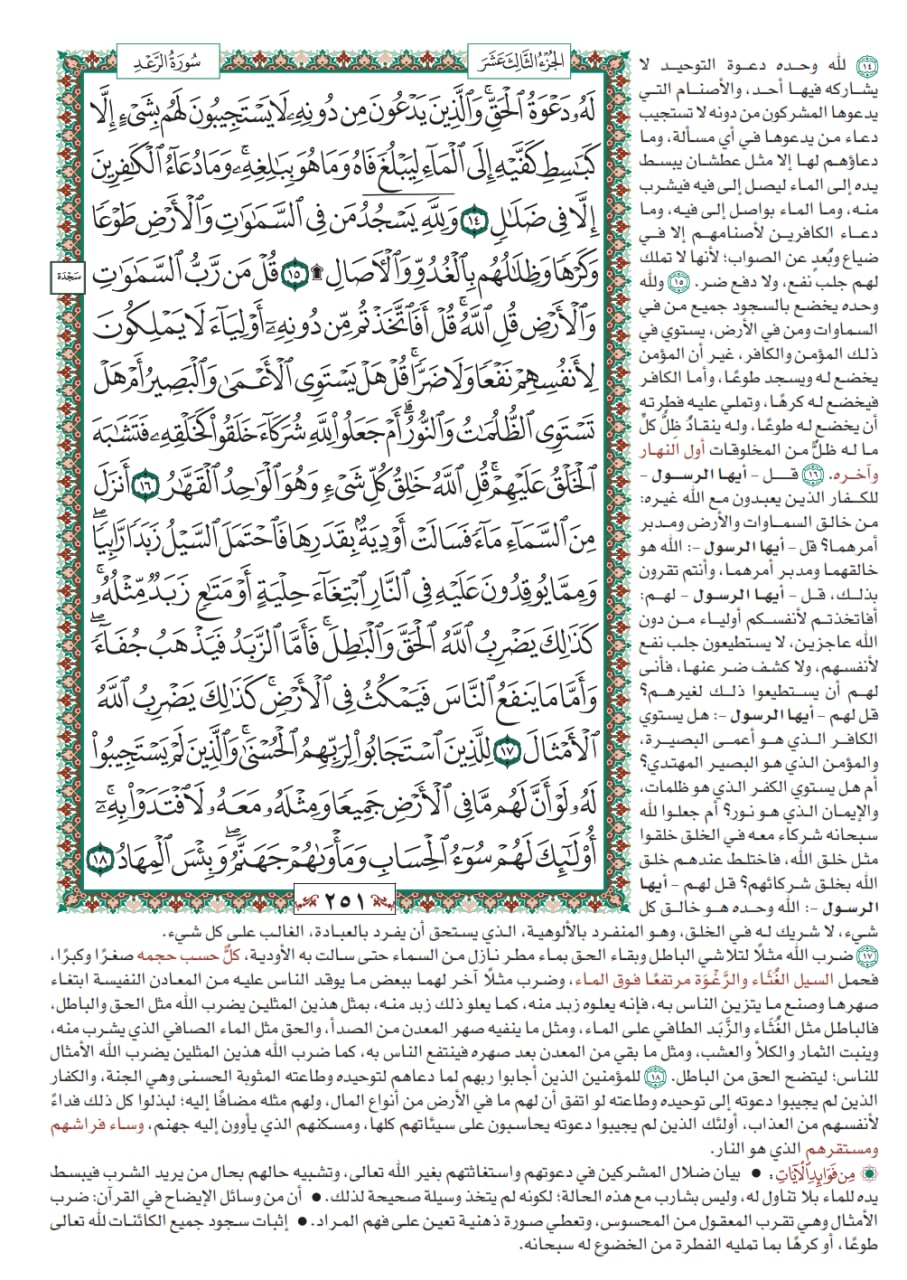 الجزء الثالث عشر
سورة الرعد
لَهُۥ دَعۡوَةُ ٱلۡحَقِّۚ وَٱلَّذِينَ يَدۡعُونَ مِن دُونِهِۦ لَا يَسۡتَجِيبُونَ لَهُم بِشَيۡءٍ إِلَّا
كَبَٰسِطِ كَفَّيۡهِ إِلَى ٱلۡمَآءِ لِيَبۡلُغَ فَاهُ وَمَا هُوَ بِبَٰلِغِهِۦۚ وَمَا دُعَآءُ ٱلۡكَٰفِرِينَ
إِلَّا فِي ضَلَٰلٖ ١٤ وَلِلَّهِۤ يَسۡجُدُۤ مَن فِي ٱلسَّمَٰوَٰتِ وَٱلۡأَرۡضِ طَوۡعٗا
وَكَرۡهٗا وَظِلَٰلُهُم بِٱلۡغُدُوِّ وَٱلۡأٓصَالِ ۩ ١٥ قُلۡ مَن رَّبُّ ٱلسَّمَٰوَٰتِ
وَٱلۡأَرۡضِ قُلِ ٱللَّهُۚ قُلۡ أَفَٱتَّخَذۡتُم مِّن دُونِهِۦٓ أَوۡلِيَآءَ لَا يَمۡلِكُونَ
لِأَنفُسِهِمۡ نَفۡعٗا وَلَا ضَرّٗاۚ قُلۡ هَلۡ يَسۡتَوِي ٱلۡأَعۡمَىٰ وَٱلۡبَصِيرُ أَمۡ هَلۡ
تَسۡتَوِي ٱلظُّلُمَٰتُ وَٱلنُّورُۗ أَمۡ جَعَلُواْ لِلَّهِ شُرَكَآءَ خَلَقُواْ كَخَلۡقِهِۦ فَتَشَٰبَهَ
ٱلۡخَلۡقُ عَلَيۡهِمۡۚ قُلِ ٱللَّهُ خَٰلِقُ كُلِّ شَيۡءٖ وَهُوَ ٱلۡوَٰحِدُ ٱلۡقَهَّٰرُ ١٦ أَنزَلَ
مِنَ ٱلسَّمَآءِ مَآءٗ فَسَالَتۡ أَوۡدِيَةُۢ بِقَدَرِهَا فَٱحۡتَمَلَ ٱلسَّيۡلُ زَبَدٗا رَّابِيٗاۖ
وَمِمَّا يُوقِدُونَ عَلَيۡهِ فِي ٱلنَّارِ ٱبۡتِغَآءَ حِلۡيَةٍ أَوۡ مَتَٰعٖ زَبَدٞ مِّثۡلُهُۥۚ
كَذَٰلِكَ يَضۡرِبُ ٱللَّهُ ٱلۡحَقَّ وَٱلۡبَٰطِلَۚ فَأَمَّا ٱلزَّبَدُ فَيَذۡهَبُ جُفَآءٗۖ
وَأَمَّا مَا يَنفَعُ ٱلنَّاسَ فَيَمۡكُثُ فِي ٱلۡأَرۡضِۚ كَذَٰلِكَ يَضۡرِبُ ٱللَّهُ
ٱلۡأَمۡثَالَ ١٧ لِلَّذِينَ ٱسۡتَجَابُواْ لِرَبِّهِمُ ٱلۡحُسۡنَىٰۚ وَٱلَّذِينَ لَمۡ يَسۡتَجِيبُواْ
لَهُۥ لَوۡ أَنَّ لَهُم مَّا فِي ٱلۡأَرۡضِ جَمِيعٗا وَمِثۡلَهُۥ مَعَهُۥ لَٱفۡتَدَوۡاْ بِهِۦٓۚ
أُوْلَٰٓئِكَ لَهُمۡ سُوٓءُ ٱلۡحِسَابِ وَمَأۡوَىٰهُمۡ جَهَنَّمُۖ وَبِئۡسَ ٱلۡمِهَادُ ١٨
سجدة
٢٥١
١٤ لله وحده دعوة التوحيد لا
يشاركه فيها أحد، والأصنام التي
يدعوها المشركون من دونه لا تستجيب
دعاء من يدعوها في أي مسألة، وما
دعاؤهم لها إلا مثل عطشان يبسط
يده إلى الماء ليصل إلى فيه فيشرب
منه، وما الماء بواصل إلى فيه، وما
دعاء الكافرين لأصنامهم إلا في
ضياع وبُعدٍ عن الصواب؛ لأنها لا تملك
لهم جلب نفع، ولا دفع ضر. ١٥ ولله
وحده يخضع بالسجود جميع من في
السماوات ومن في الأرض، يستوي في
ذلك المؤمن والكافر، غير أن المؤمن
يخضع له ويسجد طوعًا، وأما الكافر
فيخضع له كرهًا، وتملي عليه فطرته
أن يخضع له طوعًا، وله ينقادُ ظلُّ كلِّ
ما له ظلٌّ من المخلوقات أول النهار
وآخره. ١٦ قل - أيها الرسول -
للكفار الذين يعبدون مع الله غيره:
من خالق السماوات والأرض ومدبر
أمرهما؟ قل - أيها الرسول -: الله هو
خالقهما ومدبر أمرهما، وأنتم تقرون
بذلك، قل - أيها الرسول - لهم:
أفاتخذتم لأنفسكم أولياء من دون
الله عاجزين، لا يستطيعون جلب نفع
لأنفسهم، ولا كشف ضر عنها، فأنى
لهم أن يستطيعوا ذلك لغيرهم؟
قل لهم - أيها الرسول -: هل يستوي
الكافر الذي هو أعمى البصيرة،
والمؤمن الذي هو البصير المهتدي؟
أم هل يستوي الكفر الذي هو ظلمات،
والإيمان الذي هو نور؟ أم جعلوا لله
سبحانه شركاء معه في الخلق خلقوا
مثل خلق الله، فاختلط عندهم خلق
الله بخلق شركائهم؟ قل لهم - أيها
الرسول -: الله وحده هو خالق كل
شيء، لا شريك له في الخلق، وهو المنفرد بالألوهية، الذي يستحق أن يفرد بالعبادة، الغالب على كل شيء.
١٧ ضرب الله مثلًا لتلاشي الباطل وبقاء الحق بماء مطر نازل من السماء حتى سالت به الأودية، كلٌّ حسب حجمه صغرًا وكبرًا،
فحمل السيل الغُثَاء والرَّغْوَة مرتفعًا فوق الماء، وضرب مثلًا آخر لهما ببعض ما يوقد الناس عليه من المعادن النفيسة ابتغاء
صهرها وصنع ما يتزين الناس به، فإنه يعلوه زبد منه، كما يعلو ذلك زبد منه، بمثل هذين المثلين يضرب الله مثل الحق والباطل،
فالباطل مثل الغُثَاء والزَّبَد الطافي على الماء، ومثل ما ينفيه صهر المعدن من الصدأ، والحق مثل الماء الصافي الذي يشرب منه،
وينبت الثمار والكلأ والعشب، ومثل ما بقي من المعدن بعد صهره فينتفع الناس به، كما ضرب الله هذين المثلين يضرب الله الأمثال
للناس؛ ليتضح الحق من الباطل. ١٨ للمؤمنين الذين أجابوا ربهم لما دعاهم لتوحيده وطاعته المثوبة الحسنى وهي الجنة، والكفار
الذين لم يجيبوا دعوته إلى توحيده وطاعته لو اتفق أن لهم ما في الأرض من أنواع المال، ولهم مثله مضافًا إليه؛ لبذلوا كل ذلك فداءً
لأنفسهم من العذاب، أولئك الذين لم يجيبوا دعوته يحاسبون على سيئاتهم كلها، ومسكنهم الذي يأوون إليه جهنم، وساء فراشهم
ومستقرهم الذي هو النار.
من فوائد الآيات: • بيان ضلال المشركين في دعوتهم واستغاثتهم بغير الله تعالى، وتشبيه حالهم بحال من يريد الشرب فيبسط
يده للماء بلا تناول له، وليس بشارب مع هذه الحالة؛ لكونه لم يتخذ وسيلة صحيحة لذلك. • أن من وسائل الإيضاح في القرآن: ضرب
الأمثال وهي تقرب المعقول من المحسوس، وتعطي صورة ذهنية تعين على فهم المراد. • إثبات سجود جميع الكائنات لله تعالى
طوعًا، أو كرهًا بما تمليه الفطرة من الخضوع له سبحانه.